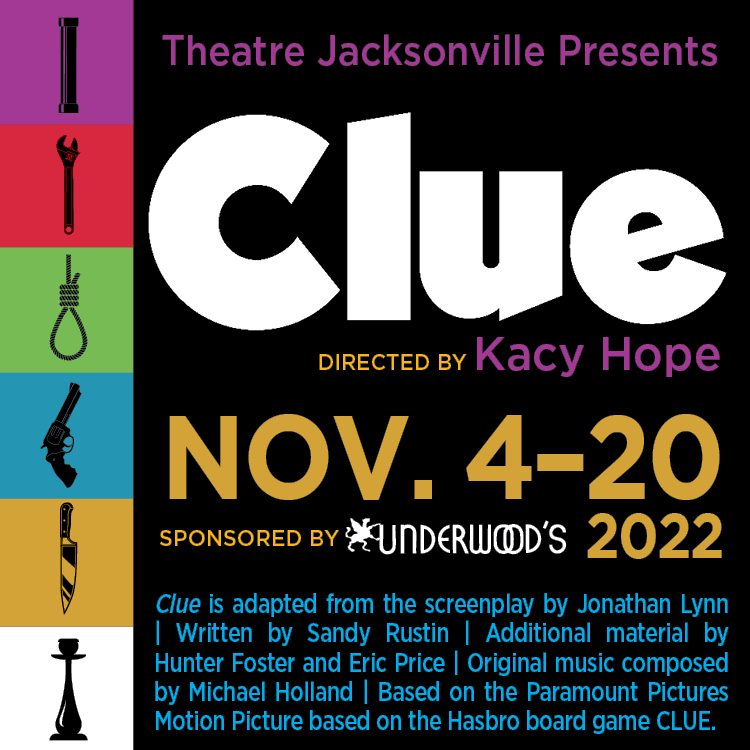 Theatre Jacksonville Presents
Clue
DIRECTED BY Kacy Hope
NOV. 4–20
SPONSORED BY UNDERWOOD'S 2022
Clue is adapted from the screenplay by Jonathan Lynn
| Written by Sandy Rustin | Additional material by
Hunter Foster and Eric Price | Original music composed
by Michael Holland | Based on the Paramount Pictures
Motion Picture based on the Hasbro board game CLUE.